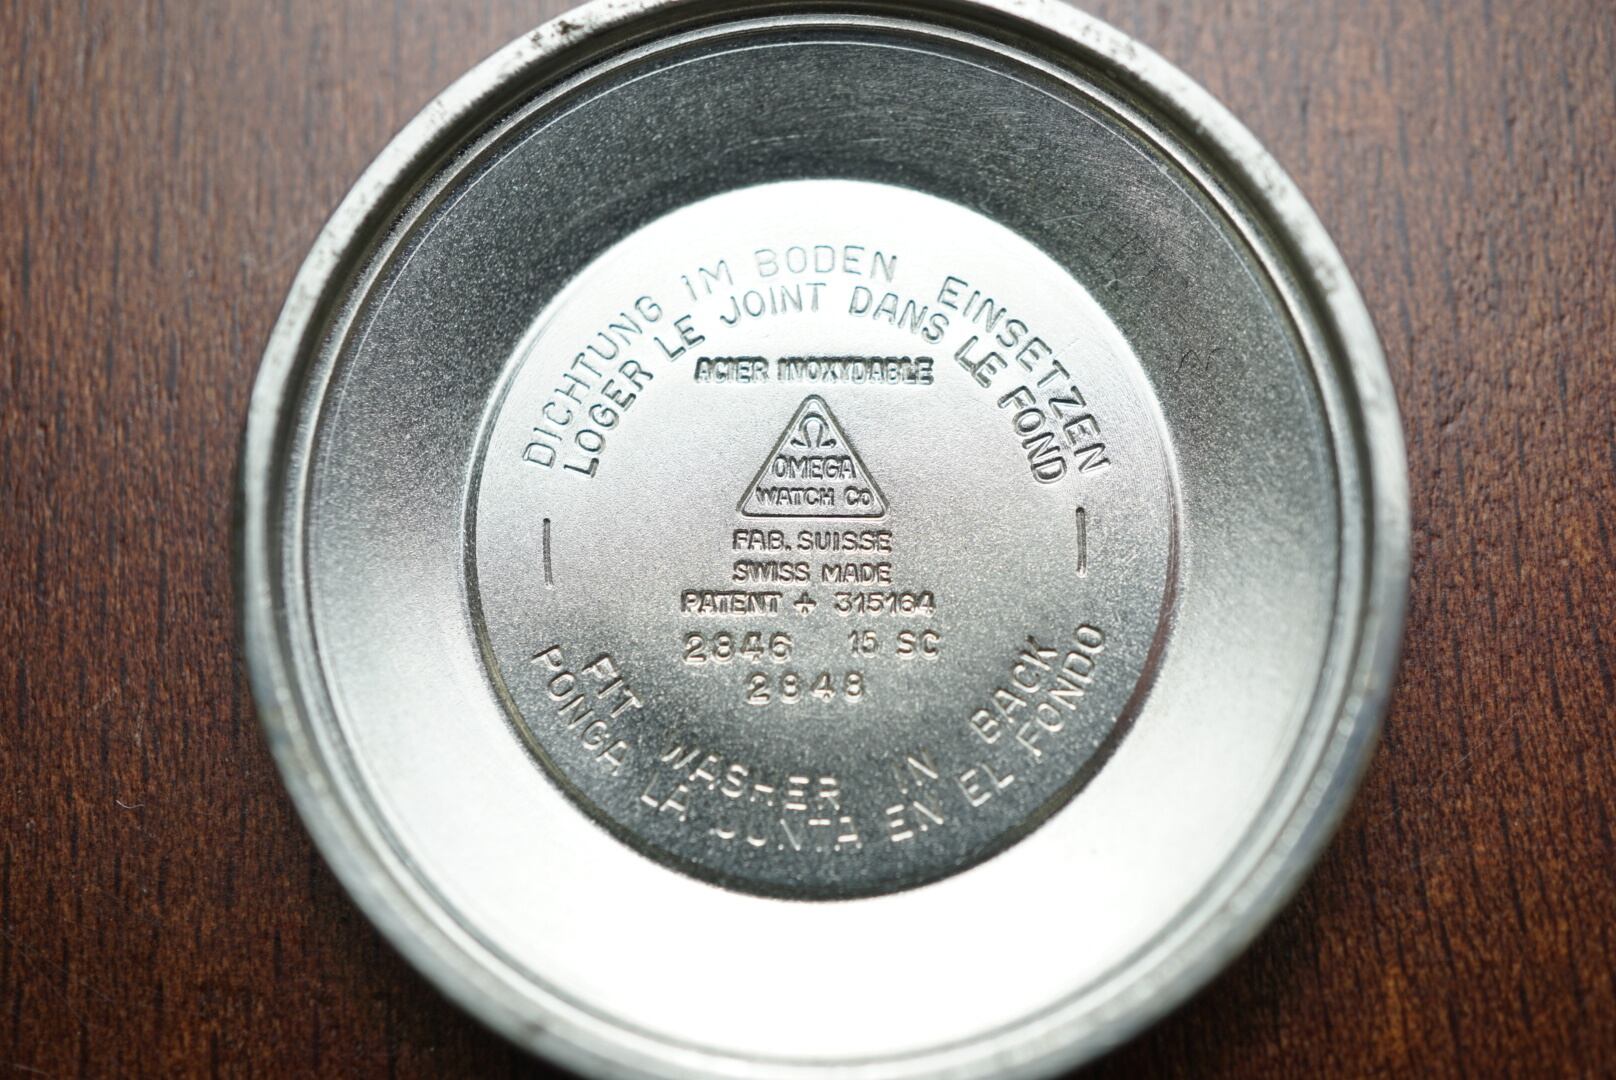 DICHTUNG IM BODEN EINSETZEN
LOGER LE JOINT DANS LE FOND
ACIER INOXYDABLE
Ω
OMEGA
WATCH Co
FAB. SUISSE
SWISS MADE
PATENT + 315164
2846 15 SC
2848
FIT WASHER IN BACK
PONGA LA JUNTA EN EL FONDO